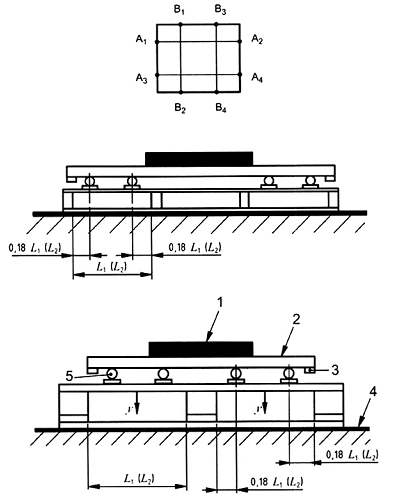 B₁ B₃
A₁ A₂
A₃ A₄
B₂ B₄
0,18 L₁ (L₂) 0,18 L₁ (L₂)
L₁ (L₂)
1
2
5 3
4
y y
L₁ (L₂) 0,18 L₁ (L₂) 0,18 L₁ (L₂)